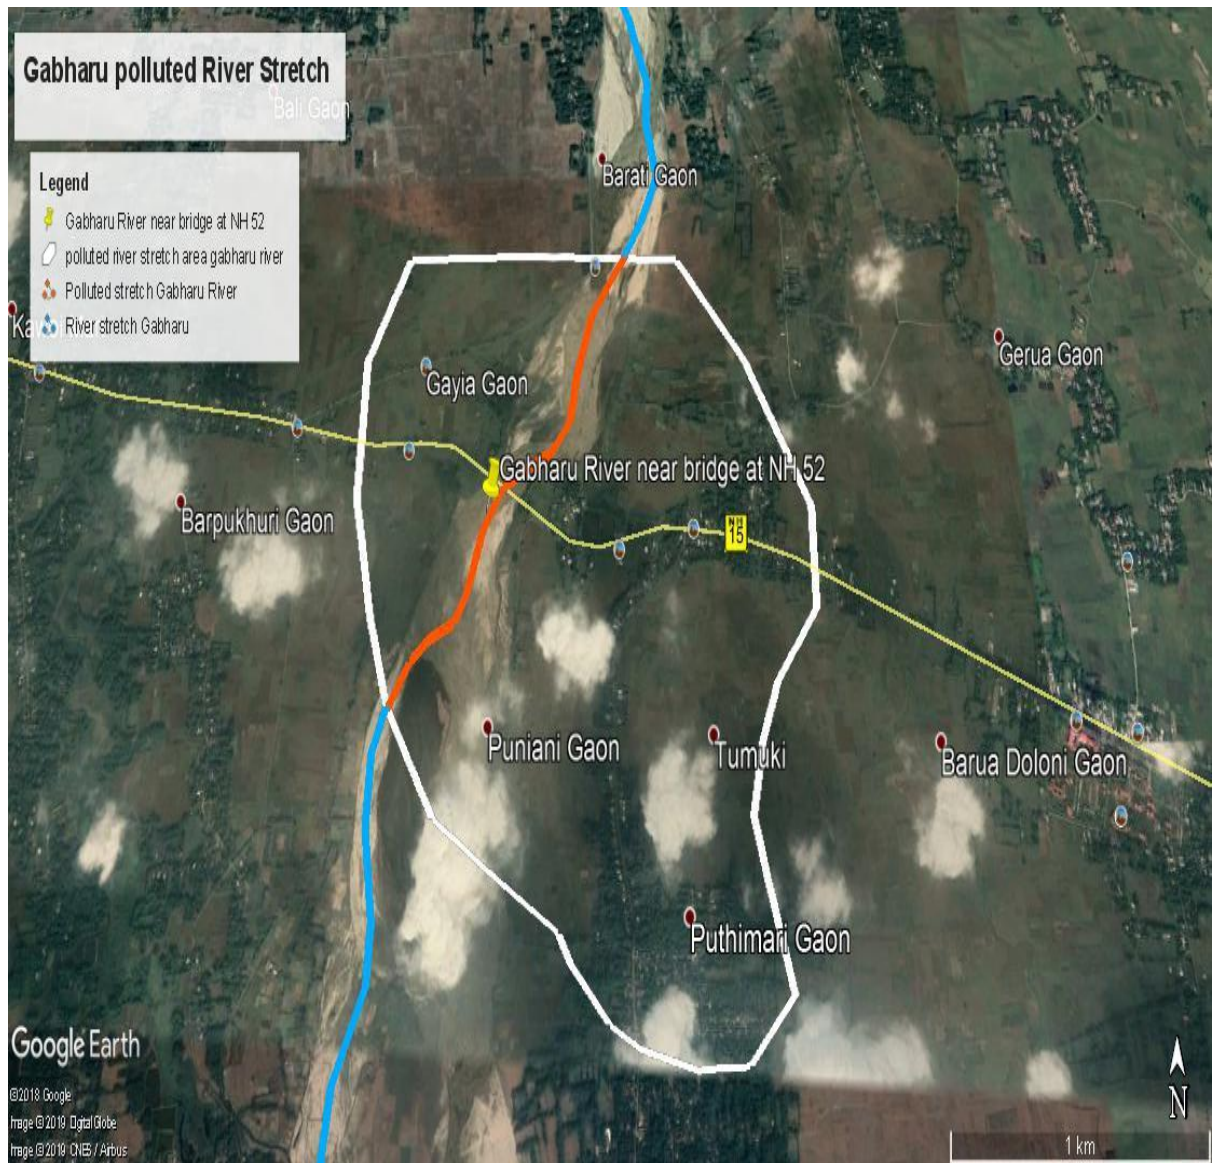 Gabharu polluted River Stretch
Bali Gaon
Legend
Gabharu River near bridge at NH 52
polluted river stretch area gabharu river
Polluted stretch Gabharu River
River stretch Gabharu
Barati Gaon
Gerua Gaon
Gayia Gaon
Gabharu River near bridge at NH 52
Barpukhuri Gaon
NH
15
Puniani Gaon
Tumuki
Barua Doloni Gaon
Puthimari Gaon
Google Earth
©2018 Google
Image © 2019 DigitalGlobe
Image © 2019 CNES / Airbus
N
1 km